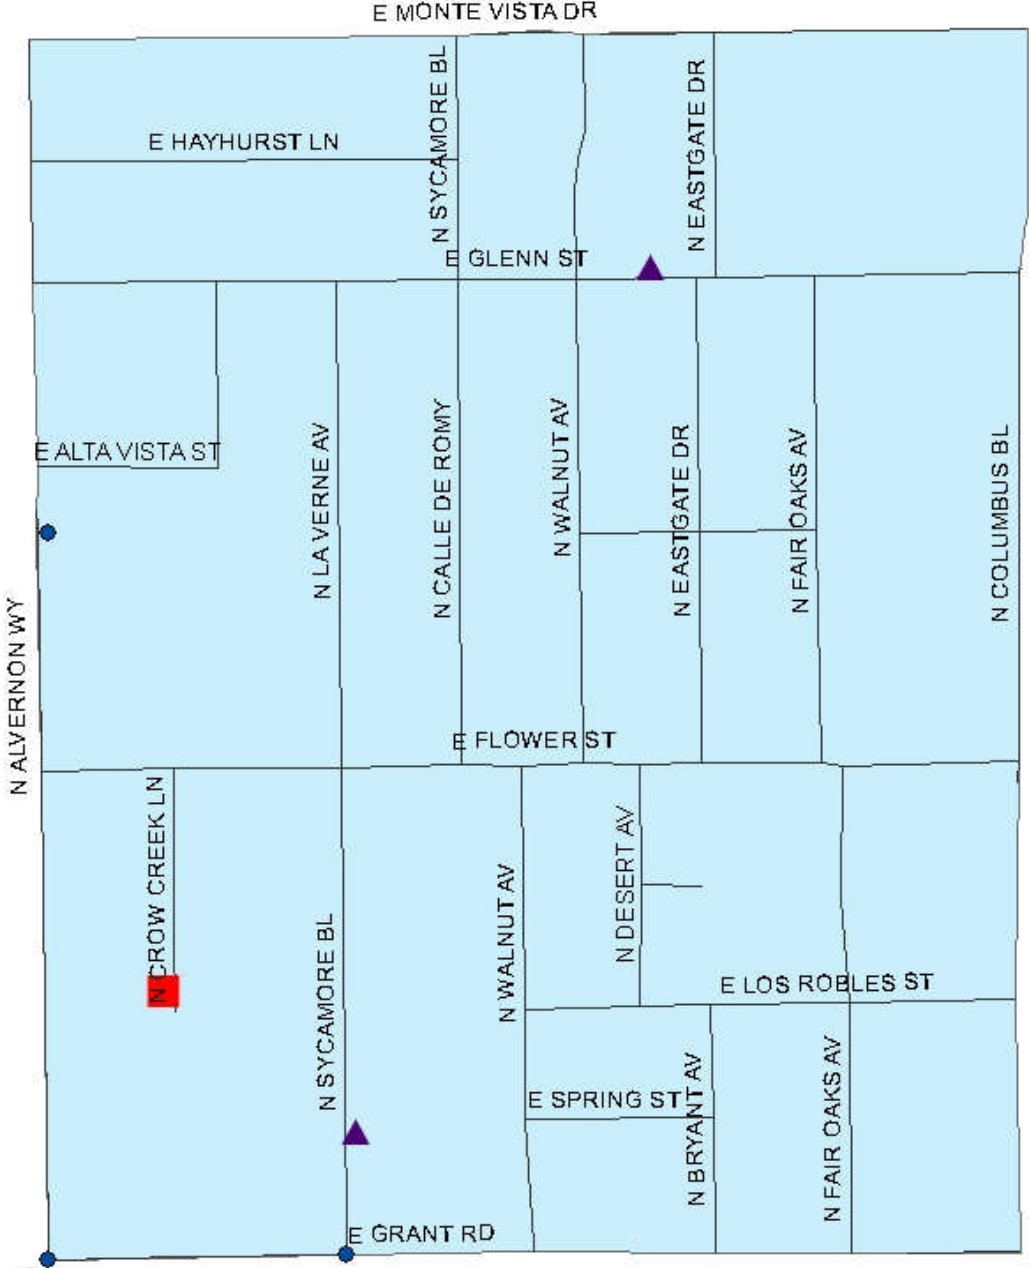 E MONTE VISTA DR
N SYCAMORE BL
N EASTGATE DR
E HAYHURST LN
E GLENN ST
E ALTA VISTA ST
N LA VERNE AV
N CALLE DE ROMY
N WALNUT AV
N EASTGATE DR
N FAIR OAKS AV
N COLUMBUS BL
N ALVERNON WY
E FLOWER ST
N CROW CREEK LN
N SYCAMORE BL
N WALNUT AV
N DESERT AV
E LOS ROBLES ST
E SPRING ST
N BRYANT AV
N FAIR OAKS AV
E GRANT RD